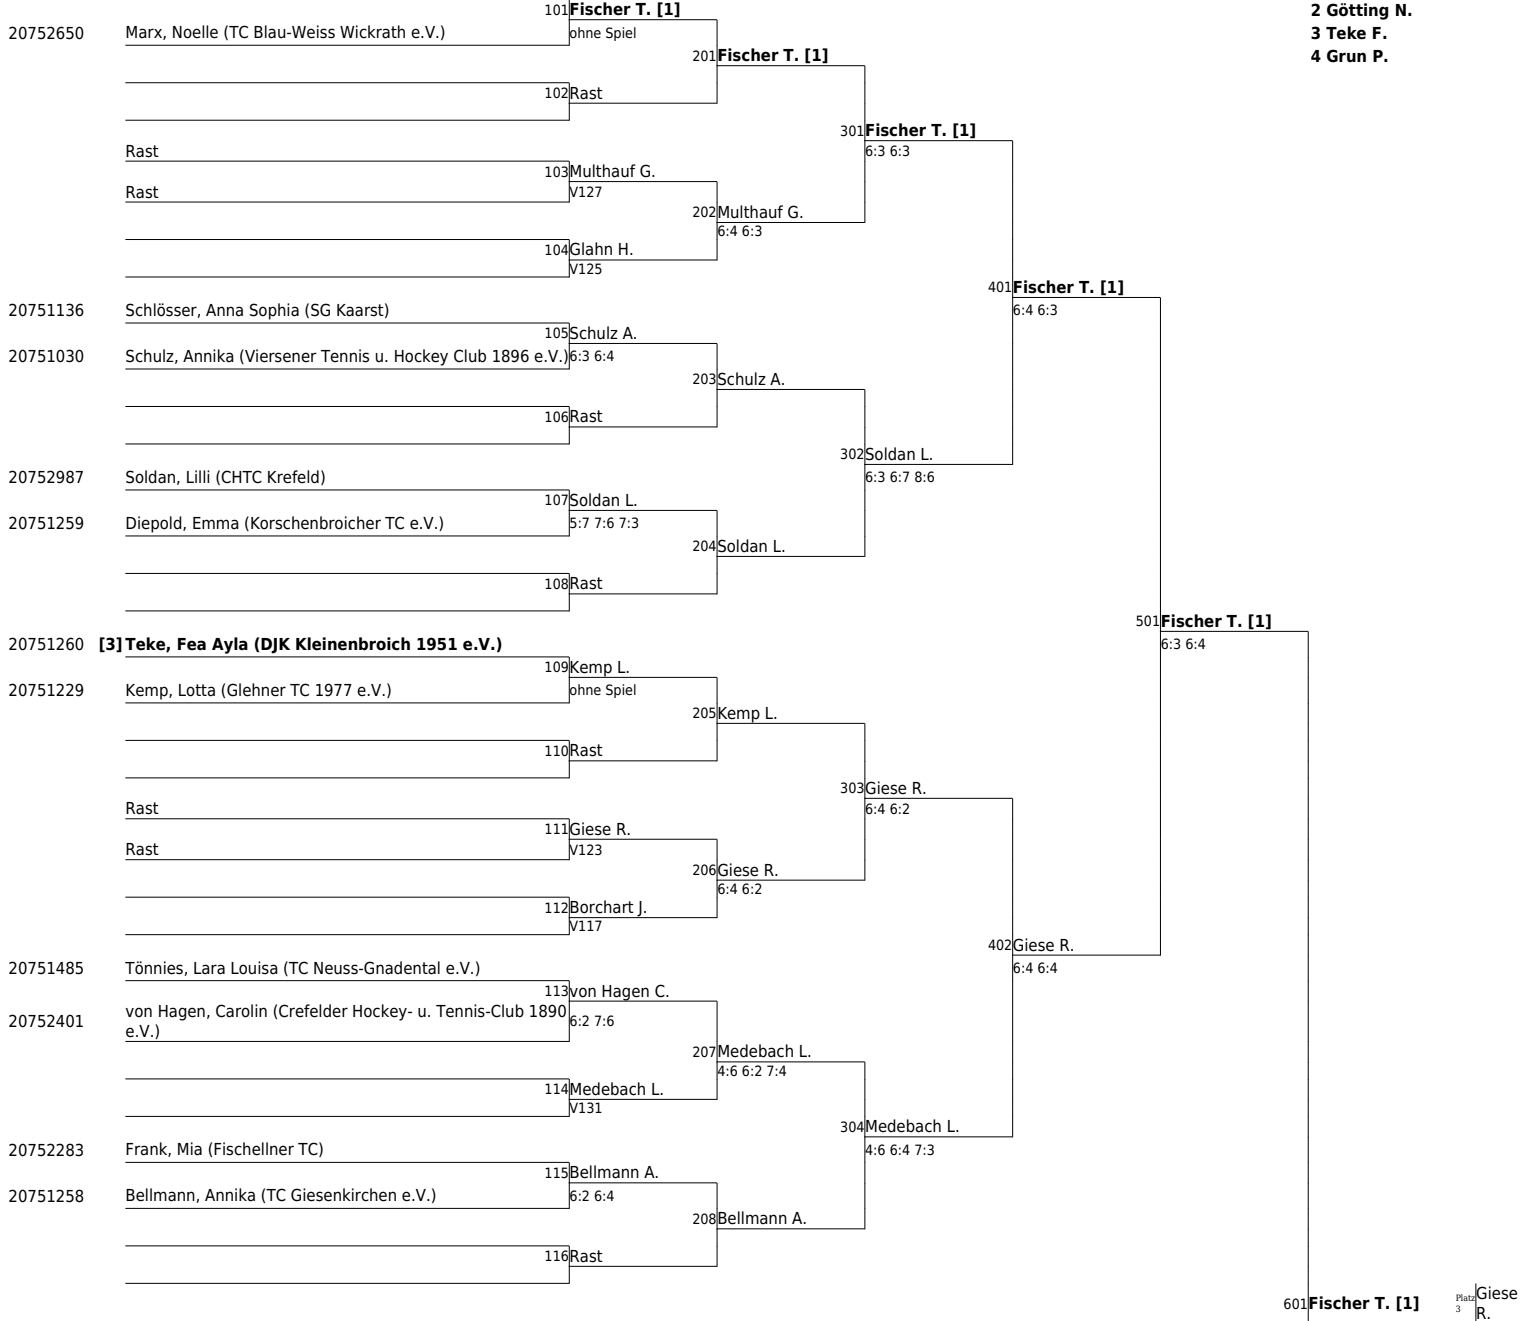 101 Fischer T. [1]
2 Götting N.
20752650 Marx, Noelle (TC Blau-Weiss Wickrath e.V.)
ohne Spiel
3 Teke F.
201 Fischer T. [1]
4 Grun P.
102 Rast
301 Fischer T. [1]
Rast
6:3 6:3
103 Multhauf G.
Rast
V127
202 Multhauf G.
6:4 6:3
104 Glahn H.
V125
401 Fischer T. [1]
20751136 Schlösser, Anna Sophia (SG Kaarst)
6:4 6:3
105 Schulz A.
20751030 Schulz, Annika (Viersener Tennis u. Hockey Club 1896 e.V.)
6:3 6:4
203 Schulz A.
106 Rast
302 Soldan L.
20752987 Soldan, Lilli (CHTC Krefeld)
6:3 6:7 8:6
107 Soldan L.
20751259 Diepold, Emma (Korschenbroicher TC e.V.)
5:7 7:6 7:3
204 Soldan L.
108 Rast
501 Fischer T. [1]
20751260 [3] Teke, Fea Ayla (DJK Kleinenbroich 1951 e.V.)
6:3 6:4
109 Kemp L.
20751229 Kemp, Lotta (Glehner TC 1977 e.V.)
ohne Spiel
205 Kemp L.
110 Rast
303 Giese R.
Rast
6:4 6:2
111 Giese R.
Rast
V123
206 Giese R.
6:4 6:2
112 Borchart J.
V117
402 Giese R.
20751485 Tönnies, Lara Louisa (TC Neuss-Gnadental e.V.)
6:4 6:4
113 von Hagen C.
20752401 von Hagen, Carolin (Crefelder Hockey- u. Tennis-Club 1890
e.V.)
6:2 7:6
207 Medebach L.
4:6 6:2 7:4
114 Medebach L.
V131
304 Medebach L.
20752283 Frank, Mia (Fischellner TC)
4:6 6:4 7:3
115 Bellmann A.
20751258 Bellmann, Annika (TC Giesenkirchen e.V.)
6:2 6:4
208 Bellmann A.
116 Rast
601 Fischer T. [1]
Platz
3
Giese
R.